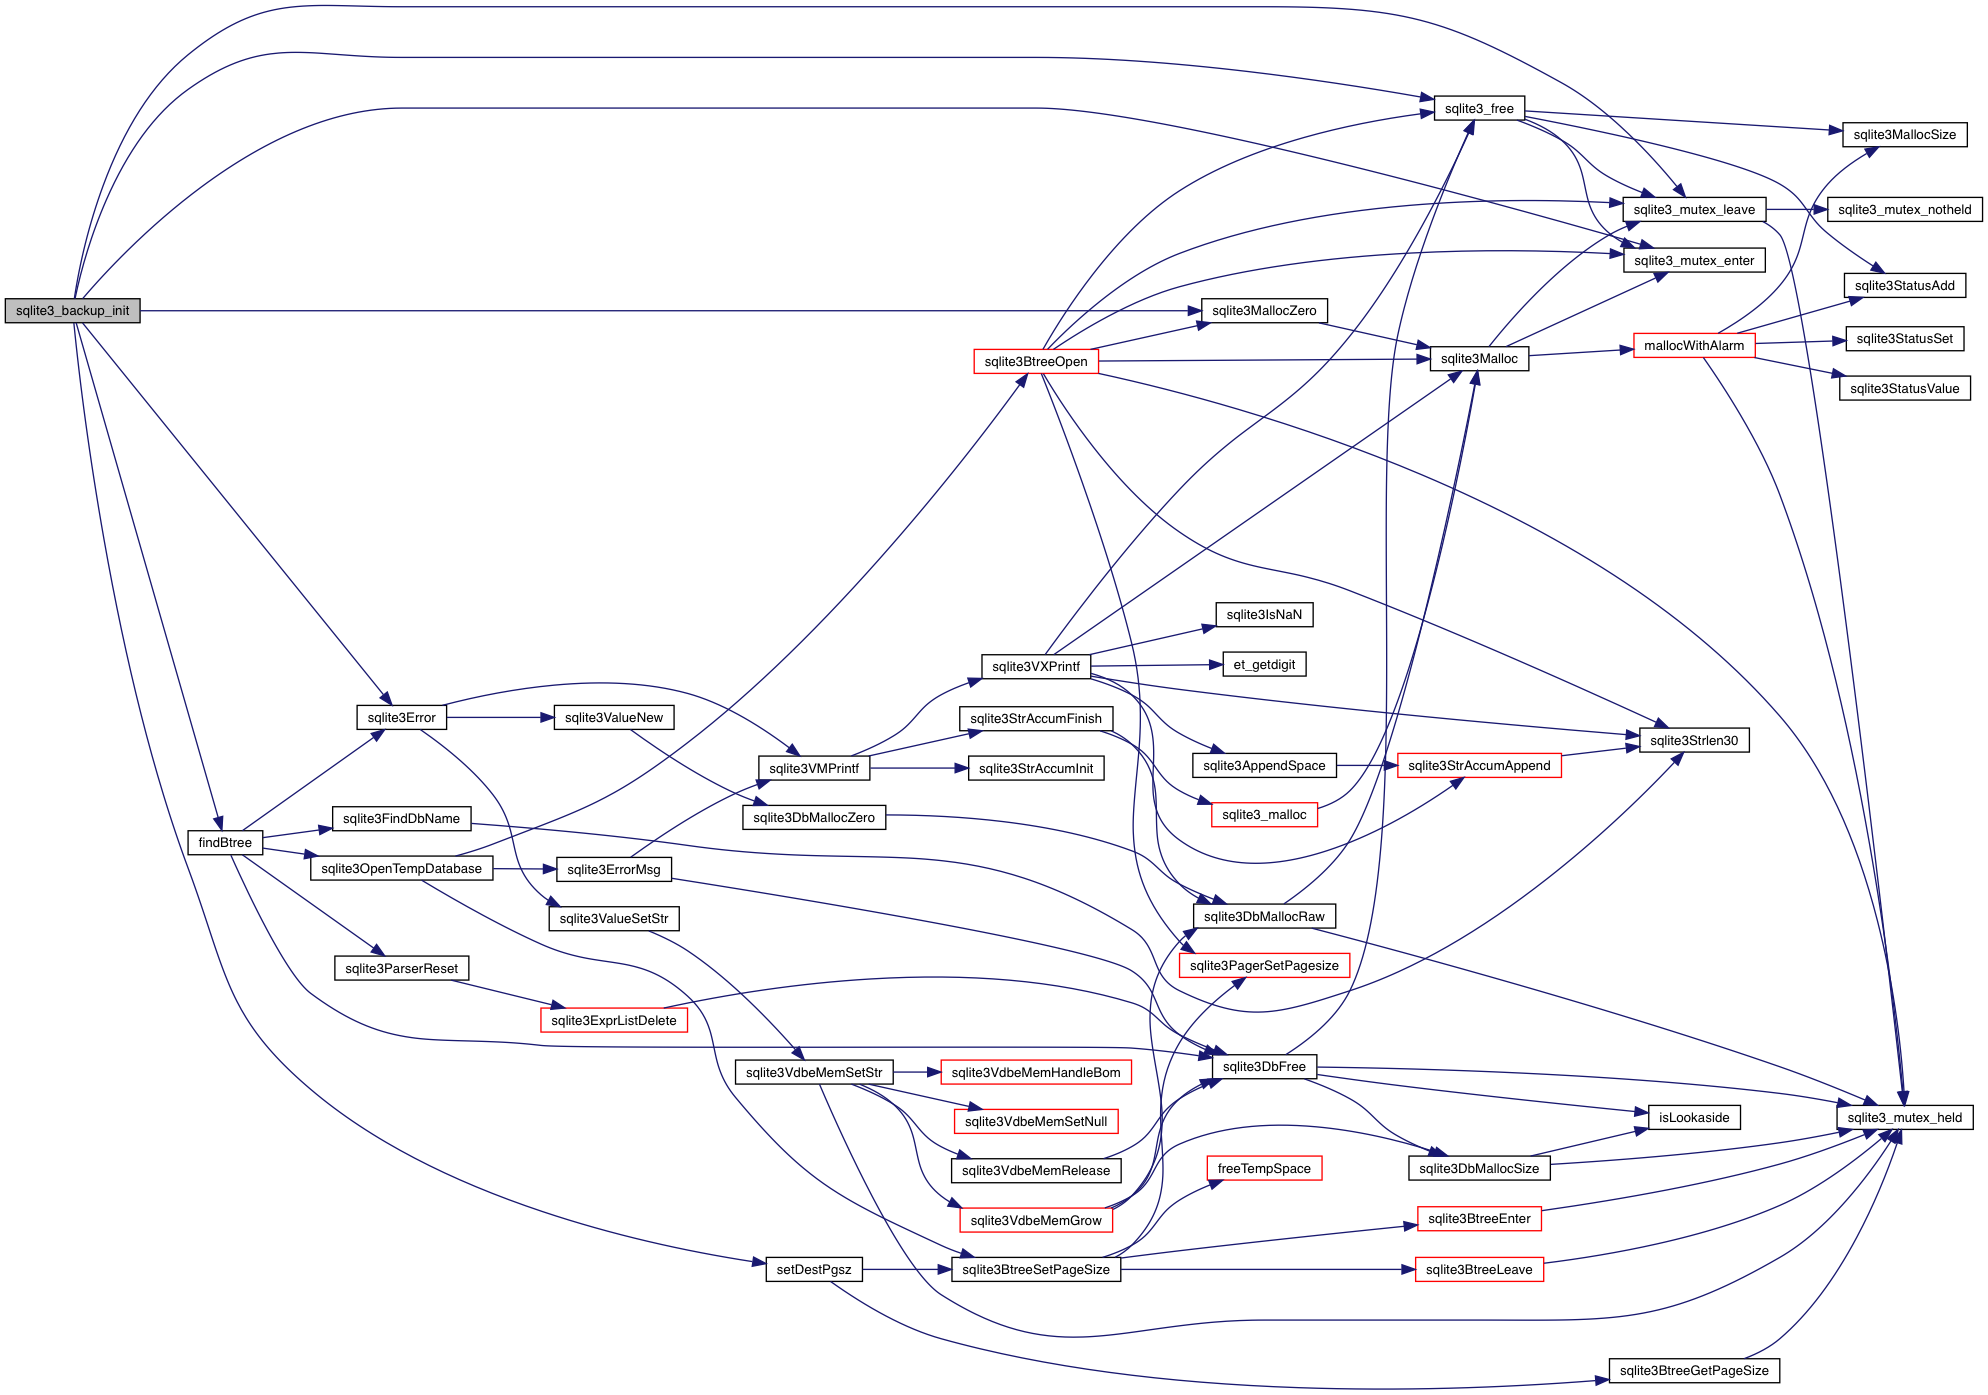 sqlite3_free
sqlite3MallocSize
sqlite3_mutex_leave
sqlite3_mutex_notheld
sqlite3_mutex_enter
sqlite3StatusAdd
sqlite3_backup_init
sqlite3MallocZero
sqlite3StatusSet
mallocWithAlarm
sqlite3BtreeOpen
sqlite3Malloc
sqlite3StatusValue
sqlite3IsNaN
sqlite3VXPrintf
et_getdigit
sqlite3Error
sqlite3ValueNew
sqlite3StrAccumFinish
sqlite3Strlen30
sqlite3VMPrintf
sqlite3StrAccumInit
sqlite3AppendSpace
sqlite3StrAccumAppend
sqlite3FindDbName
sqlite3DbMallocZero
sqlite3_malloc
findBtree
sqlite3OpenTempDatabase
sqlite3ErrorMsg
sqlite3ValueSetStr
sqlite3DbMallocRaw
sqlite3ParserReset
sqlite3PagerSetPagesize
sqlite3ExprListDelete
sqlite3VdbeMemSetStr
sqlite3VdbeMemHandleBom
sqlite3DbFree
sqlite3VdbeMemSetNull
isLookaside
sqlite3_mutex_held
sqlite3VdbeMemRelease
freeTempSpace
sqlite3DbMallocSize
sqlite3VdbeMemGrow
sqlite3BtreeEnter
setDestPgsz
sqlite3BtreeSetPageSize
sqlite3BtreeLeave
sqlite3BtreeGetPageSize